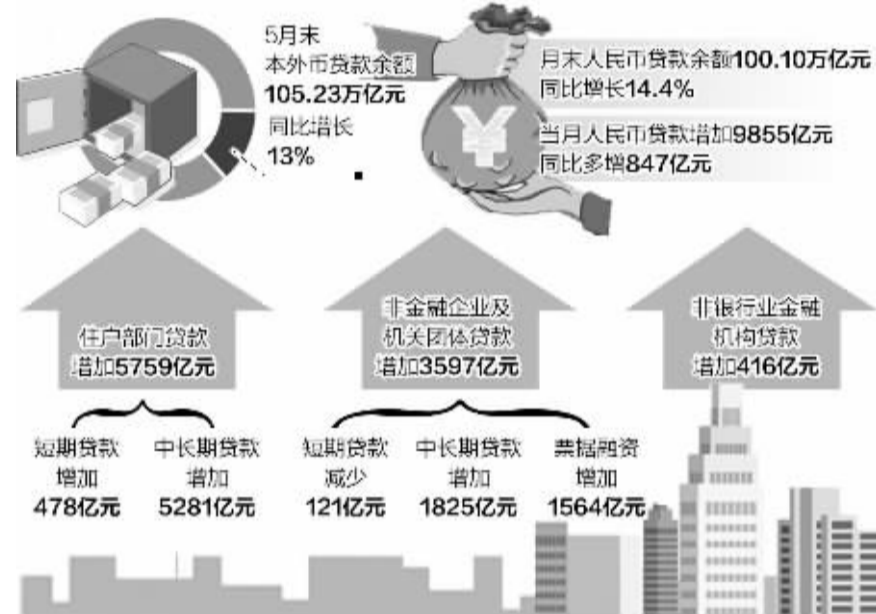 5月末
本外币贷款余额
105.23万亿元
同比增长
13%
月末人民币贷款余额100.10万亿元
同比增长14.4%
当月人民币贷款增加9855亿元
同比多增847亿元
¥
住户部门贷款
增加5759亿元
非金融企业及
机关团体贷款
增加3597亿元
非银行业金融
机构贷款
增加416亿元
短期贷款
增加
478亿元
中长期贷款
增加
5281亿元
短期贷款
减少
121亿元
中长期贷款
增加
1825亿元
票据融资
增加
1564亿元